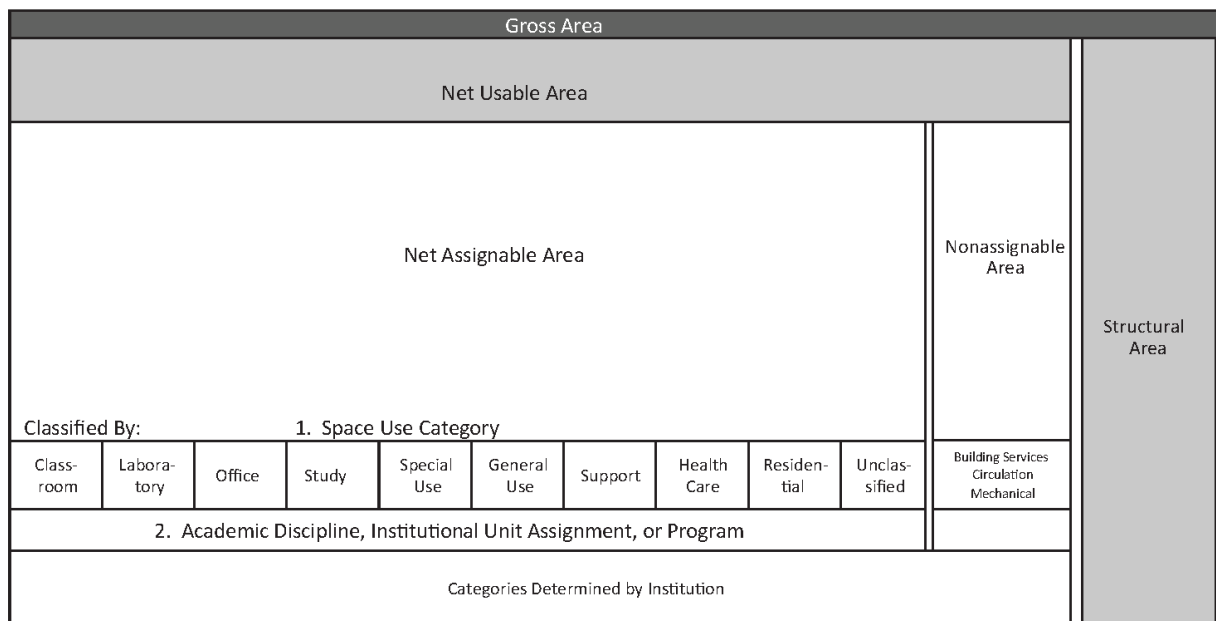 Gross Area
Net Usable Area
Net Assignable Area
Nonassignable
Area
Structural
Area
Classified By:
1. Space Use Category
Class-
room
Labora-
tory
Office
Study
Special
Use
General
Use
Support
Health
Care
Residen-
tial
Unclas-
sified
Building Services
Circulation
Mechanical
2. Academic Discipline, Institutional Unit Assignment, or Program
Categories Determined by Institution